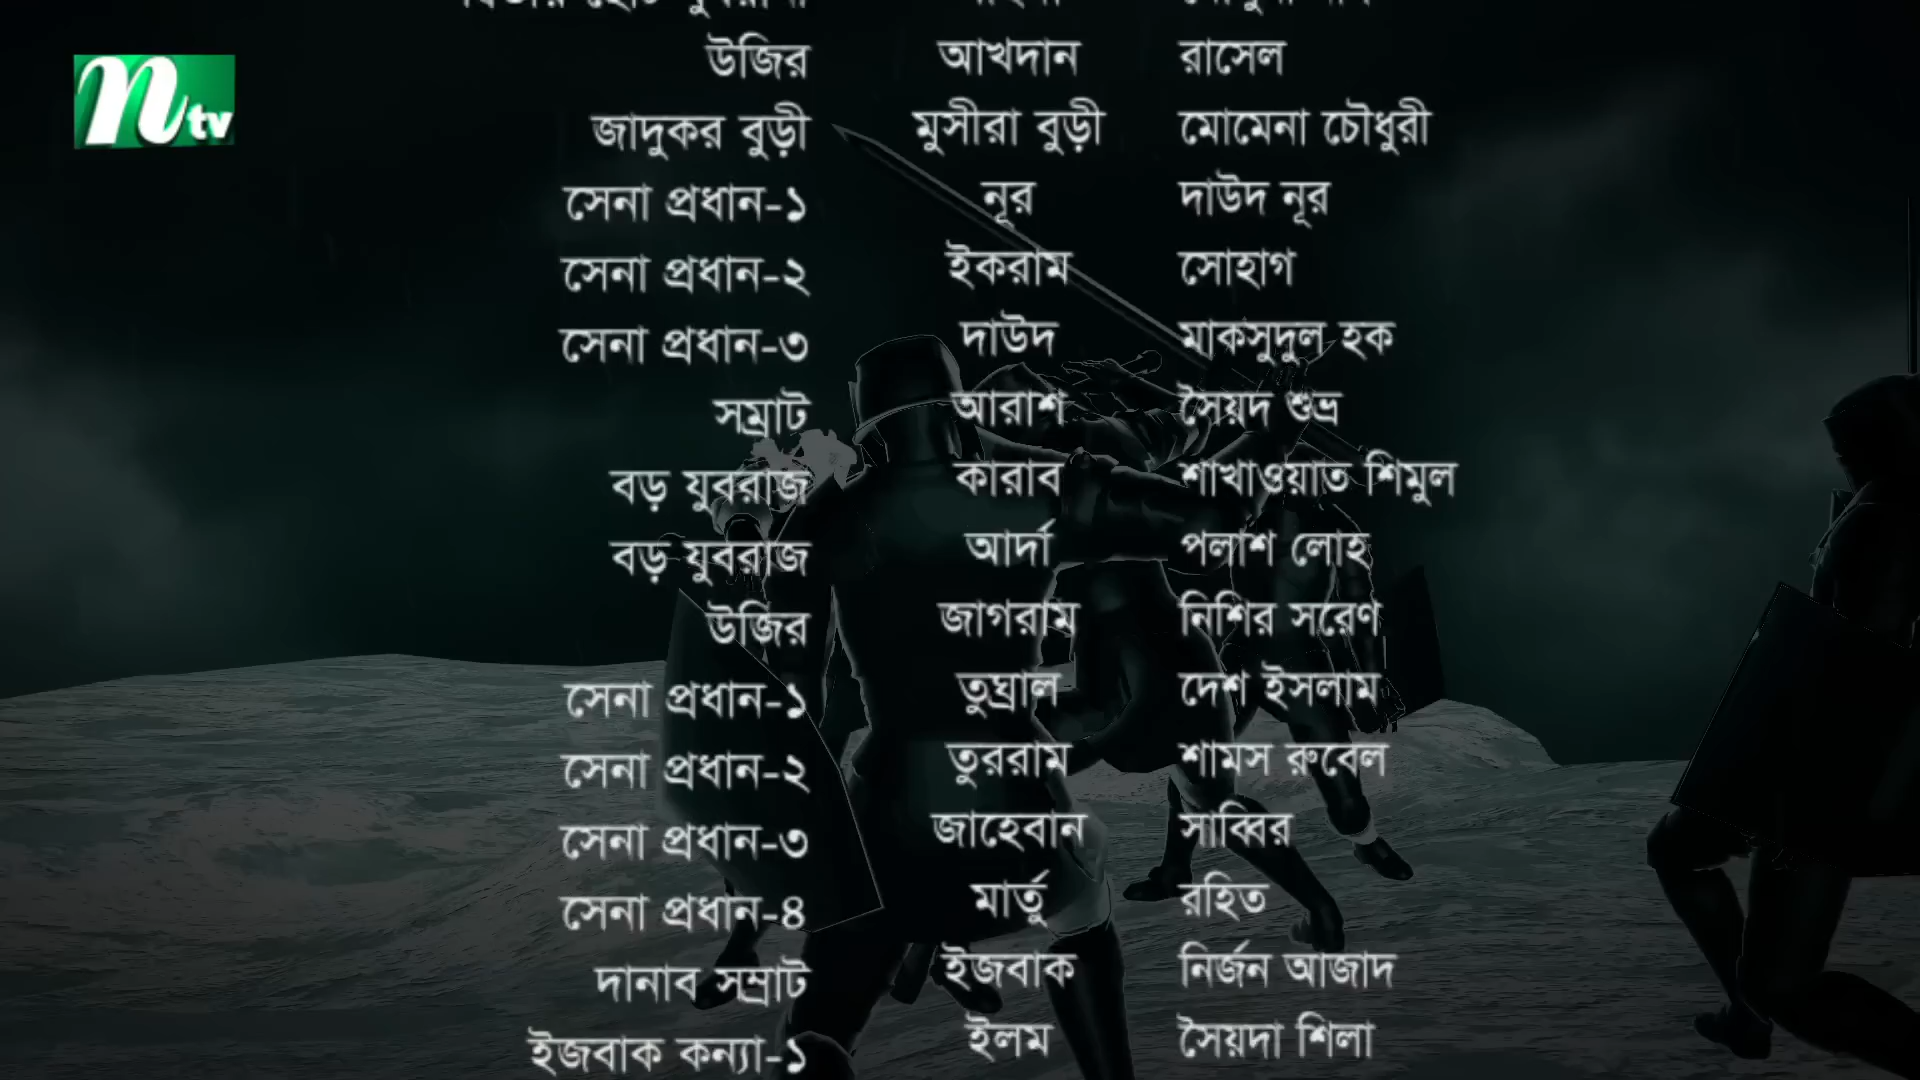 ntv
উজির আখদান রাসেল
জাদুকর বুড়ী মুসীরা বুড়ী মোমেনা চৌধুরী
সেনা প্রধান-১ নূর দাউদ নূর
সেনা প্রধান-২ ইকরাম সোহাগ
সেনা প্রধান-৩ দাউদ মাকসুদুল হক
সম্রাট আরাশ সৈয়দ শুভ্র
বড় যুবরাজ কারাব শাখাওয়াত শিমুল
বড় যুবরাজ আর্দা পলাশ লোহ
উজির জাগরাম নিশির সরেণ
সেনা প্রধান-১ তুঘ্রাল দেশ ইসলাম
সেনা প্রধান-২ তুররাম শামস রুবেল
সেনা প্রধান-৩ জাহেবান সাব্বির
সেনা প্রধান-৪ মার্তু রহিত
দানাব সম্রাট ইজবাক নির্জন আজাদ
ইজবাক কন্যা-১ ইলম সৈয়দা শিলা